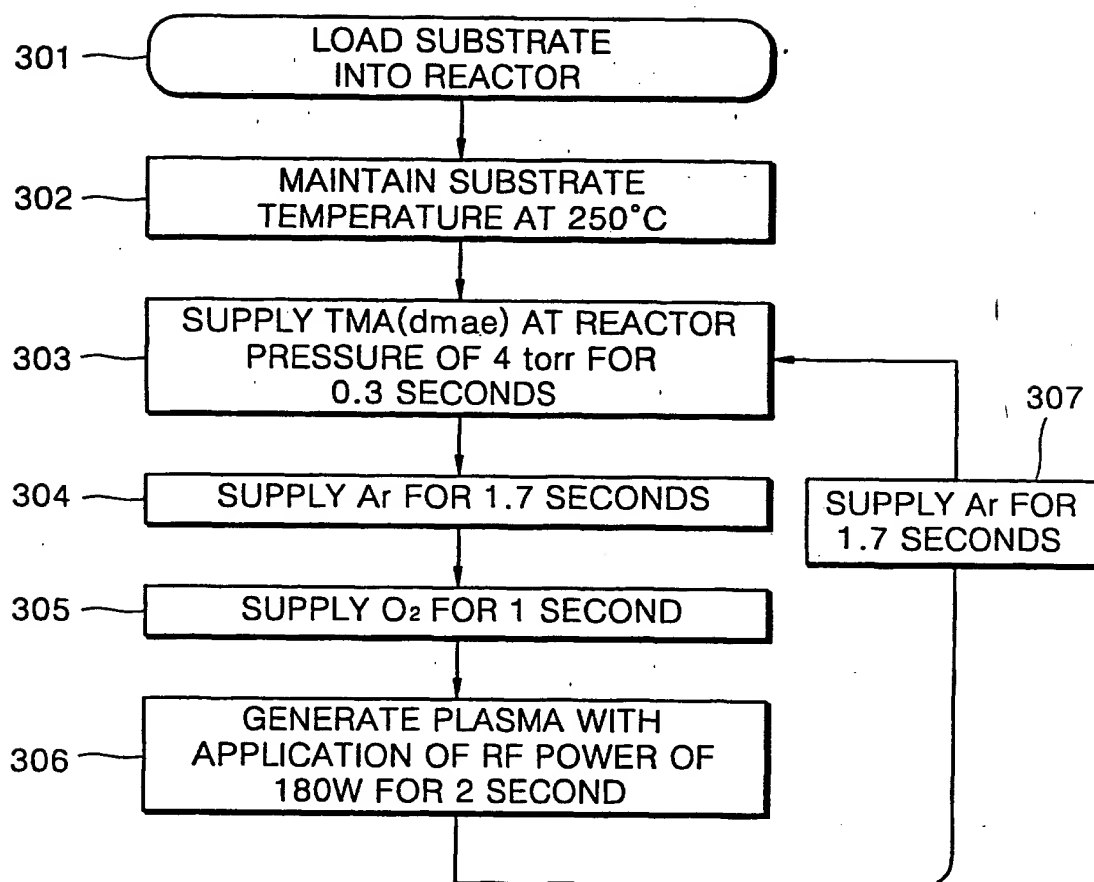 301
LOAD SUBSTRATE
INTO REACTOR
302
MAINTAIN SUBSTRATE
TEMPERATURE AT 250°C
303
SUPPLY TMA(dmae) AT REACTOR
PRESSURE OF 4 torr FOR
0.3 SECONDS
304
SUPPLY Ar FOR 1.7 SECONDS
305
SUPPLY O₂ FOR 1 SECOND
306
GENERATE PLASMA WITH
APPLICATION OF RF POWER OF
180W FOR 2 SECOND
307
SUPPLY Ar FOR
1.7 SECONDS